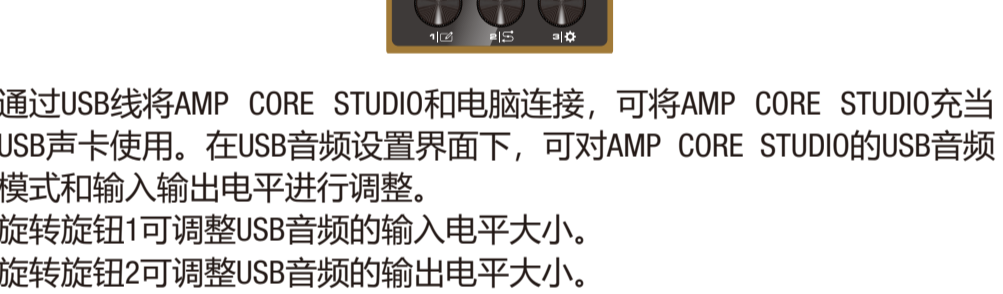 1 2 3
通过USB线将AMP CORE STUDIO和电脑连接，可将AMP CORE STUDIO充当
USB声卡使用。在USB音频设置界面下，可对AMP CORE STUDIO的USB音频
模式和输入输出电平进行调整。
旋转旋钮1可调整USB音频的输入电平大小。
旋转旋钮2可调整USB音频的输出电平大小。